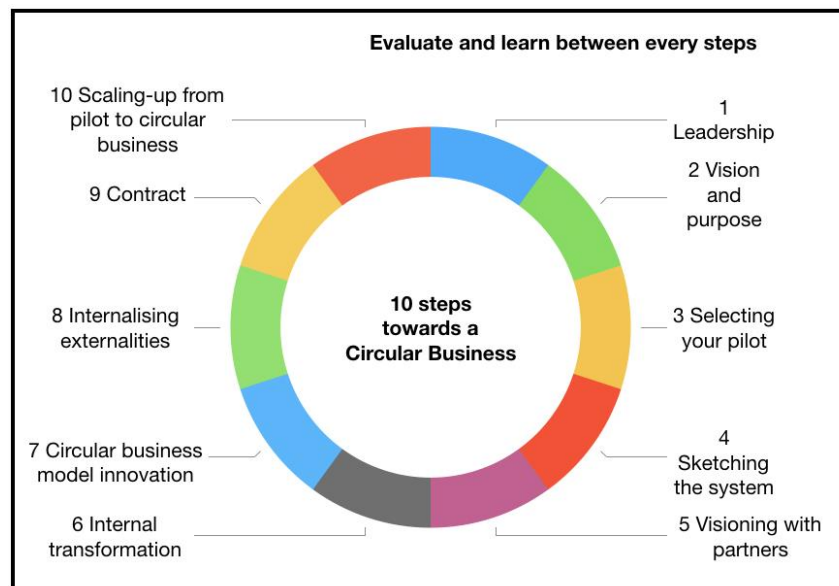 Evaluate and learn between every steps
1
Leadership
2 Vision
and
purpose
3 Selecting
your pilot
4
Sketching
the system
5 Visioning with
partners
6 Internal
transformation
7 Circular business
model innovation
8 Internalising
externalities
9 Contract
10 Scaling-up from
pilot to circular
business
10 steps
towards a
Circular Business